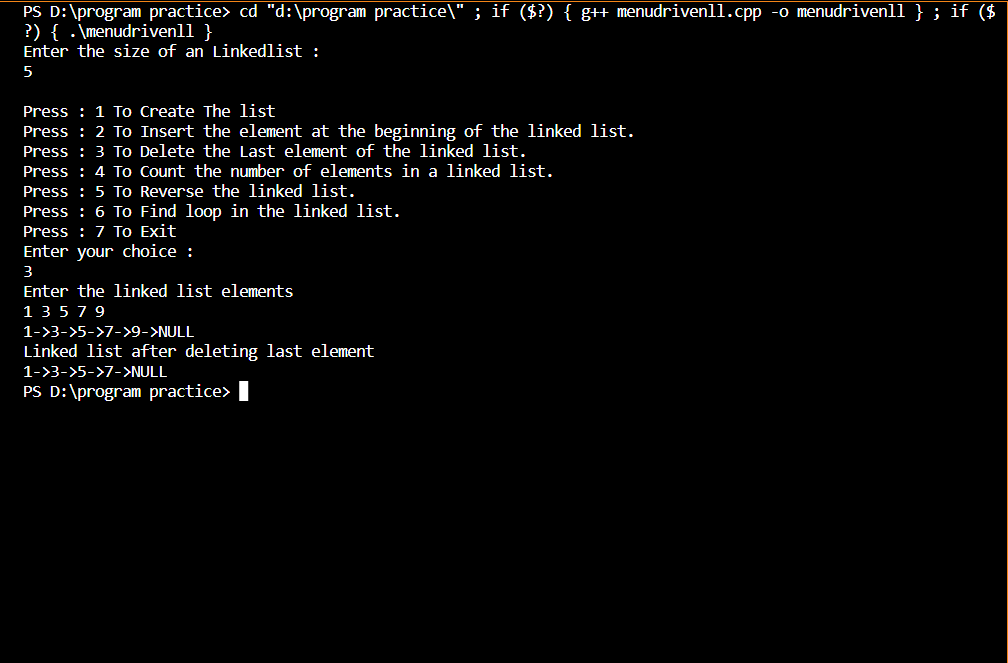 PS D:\program practice> cd "d:\program practice\" ; if ($?) { g++ menudrivenll.cpp -o menudrivenll } ; if ($
?) { .\menudrivenll }
Enter the size of an Linkedlist :
5
Press : 1 To Create The list
Press : 2 To Insert the element at the beginning of the linked list.
Press : 3 To Delete the Last element of the linked list.
Press : 4 To Count the number of elements in a linked list.
Press : 5 To Reverse the linked list.
Press : 6 To Find loop in the linked list.
Press : 7 To Exit
Enter your choice :
3
Enter the linked list elements
1 3 5 7 9
1->3->5->7->9->NULL
Linked list after deleting last element
1->3->5->7->NULL
PS D:\program practice>